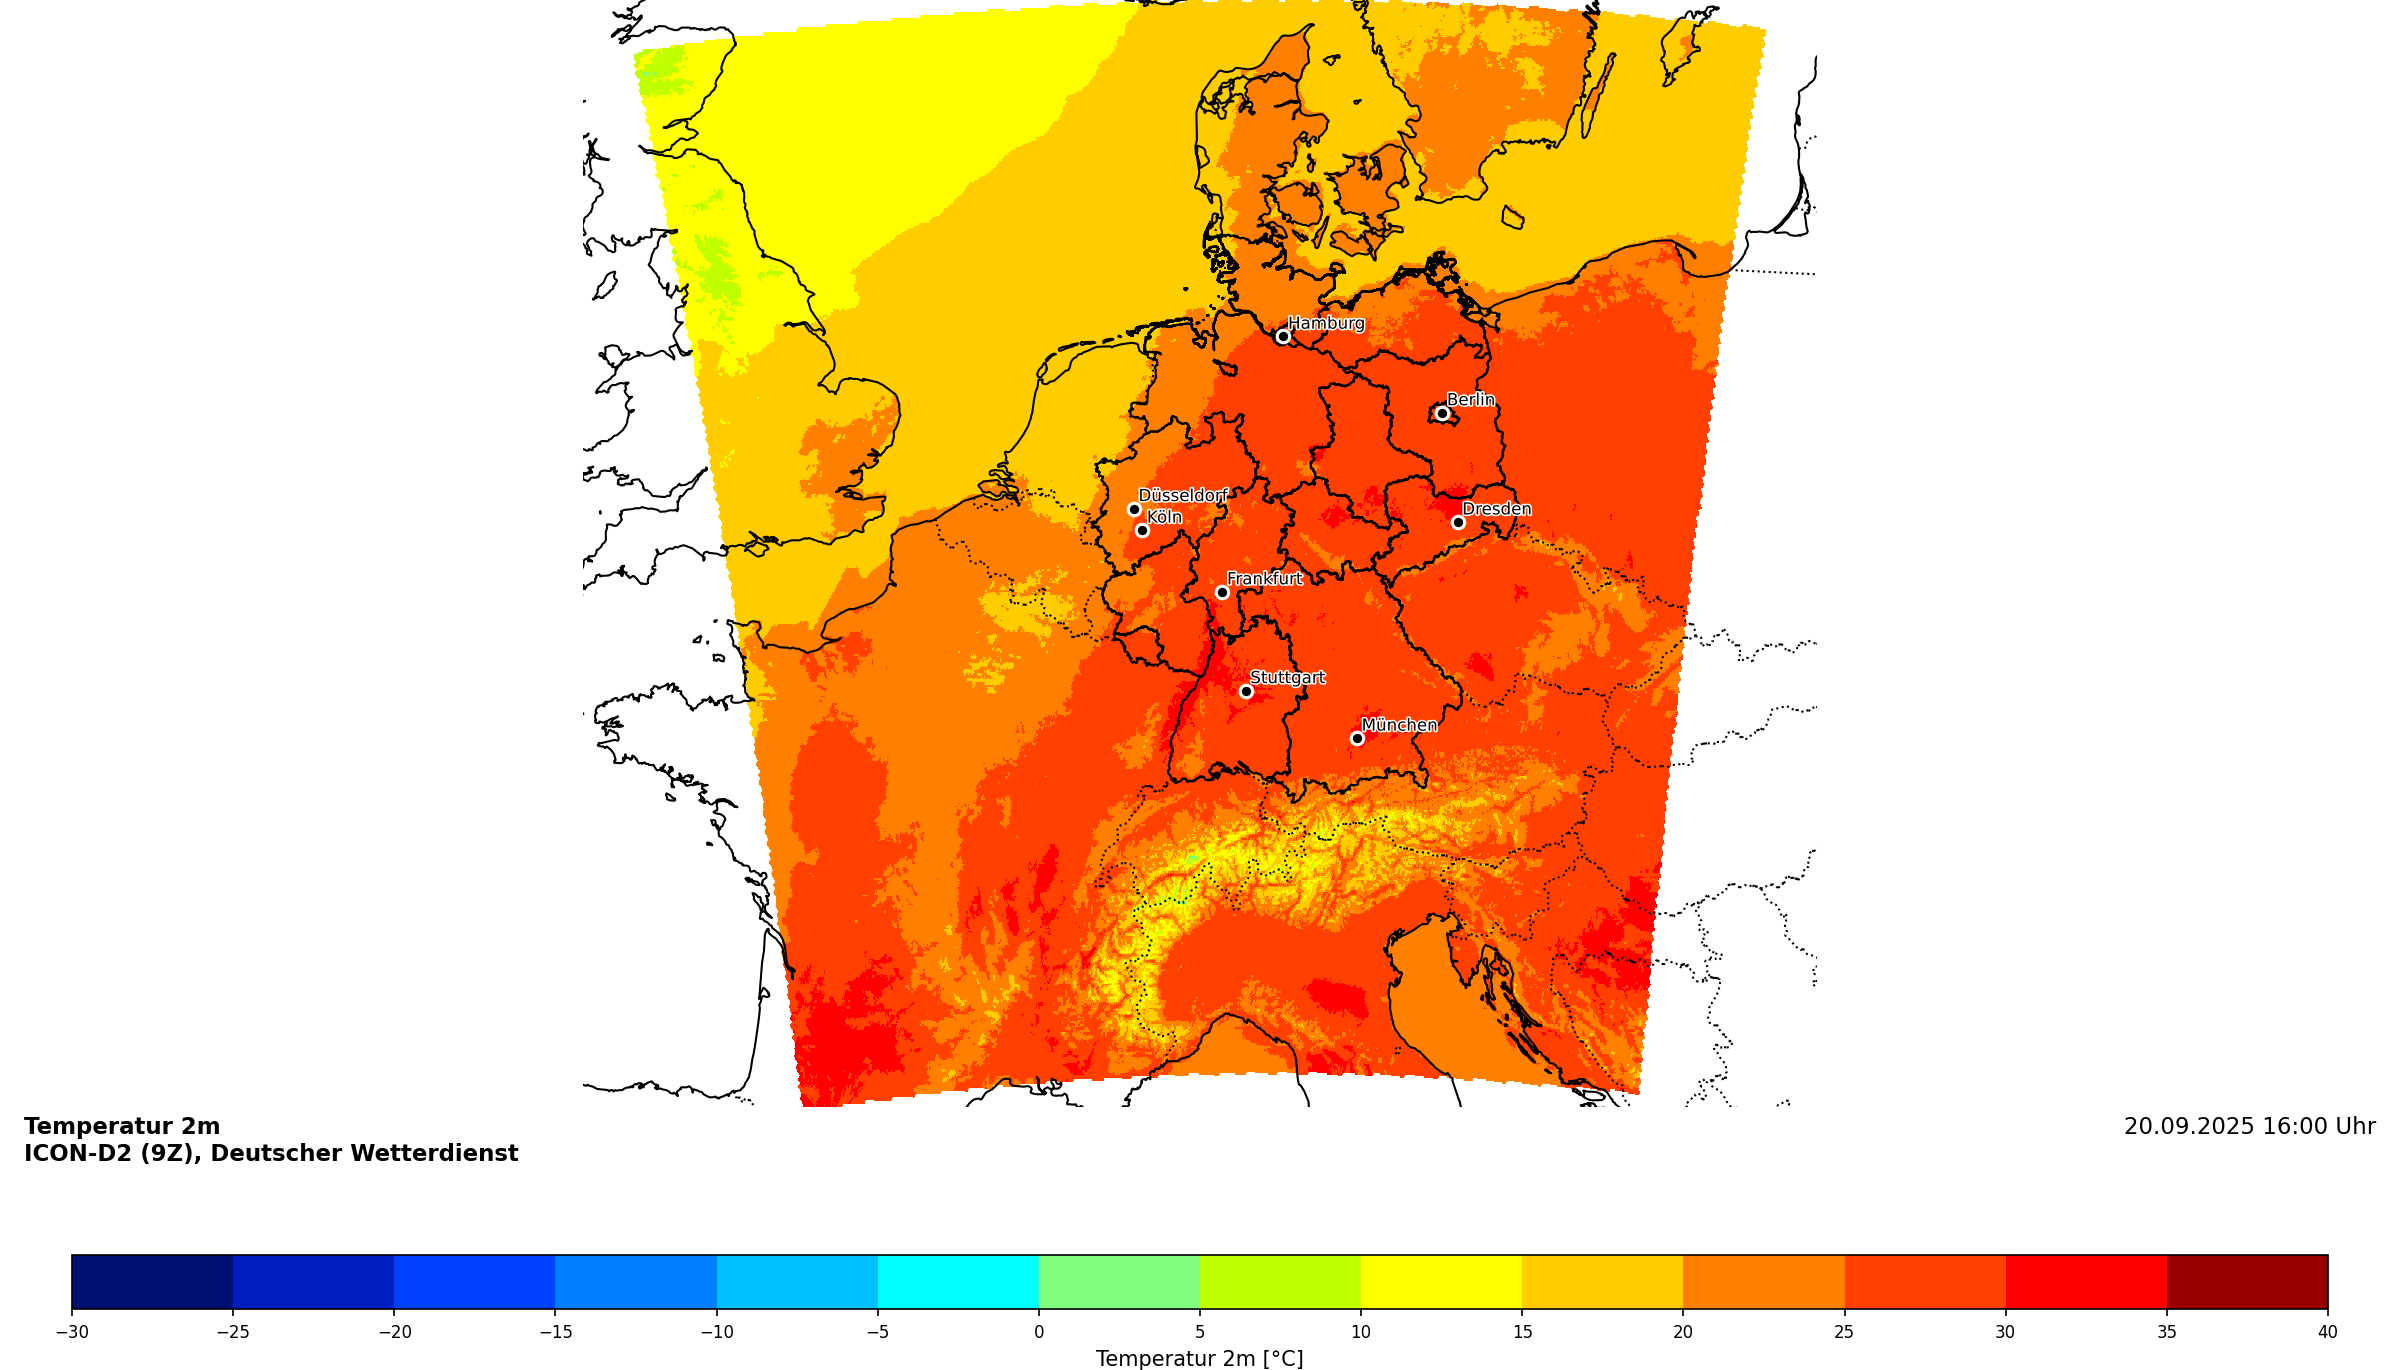 Hamburg
Berlin
Düsseldorf
Köln
Dresden
Frankfurt
Stuttgart
München
Temperatur 2m
20.09.2025 16:00 Uhr
ICON-D2 (9Z), Deutscher Wetterdienst
−30 −25 −20 −15 −10 −5 0 5 10 15 20 25 30 35 40
Temperatur 2m [°C]